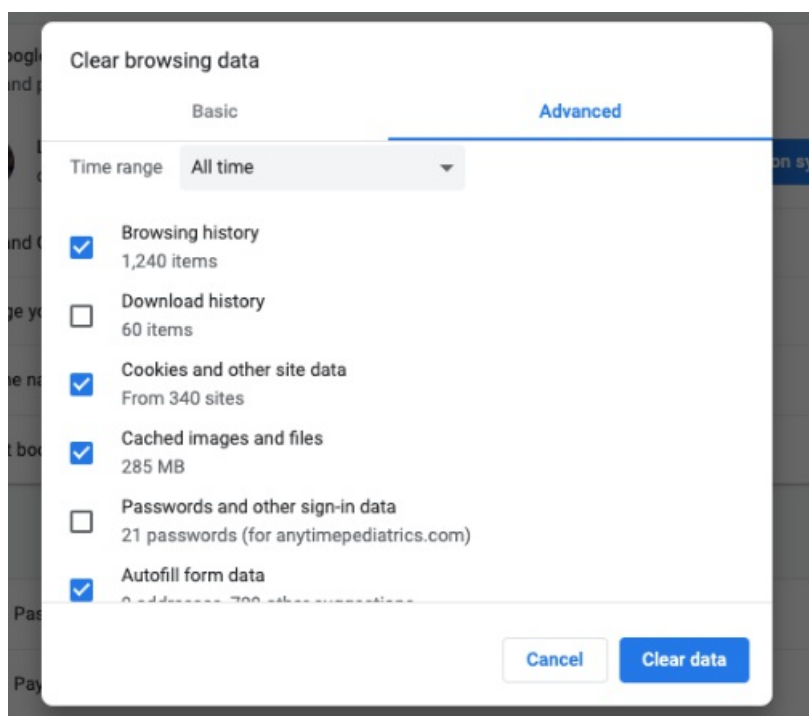 Clear browsing data
Basic
Advanced
Time range All time
Browsing history
1,240 items
Download history
60 items
Cookies and other site data
From 340 sites
Cached images and files
285 MB
Passwords and other sign-in data
21 passwords (for anytimepediatrics.com)
Autofill form data
Cancel
Clear data
Pas
Pay